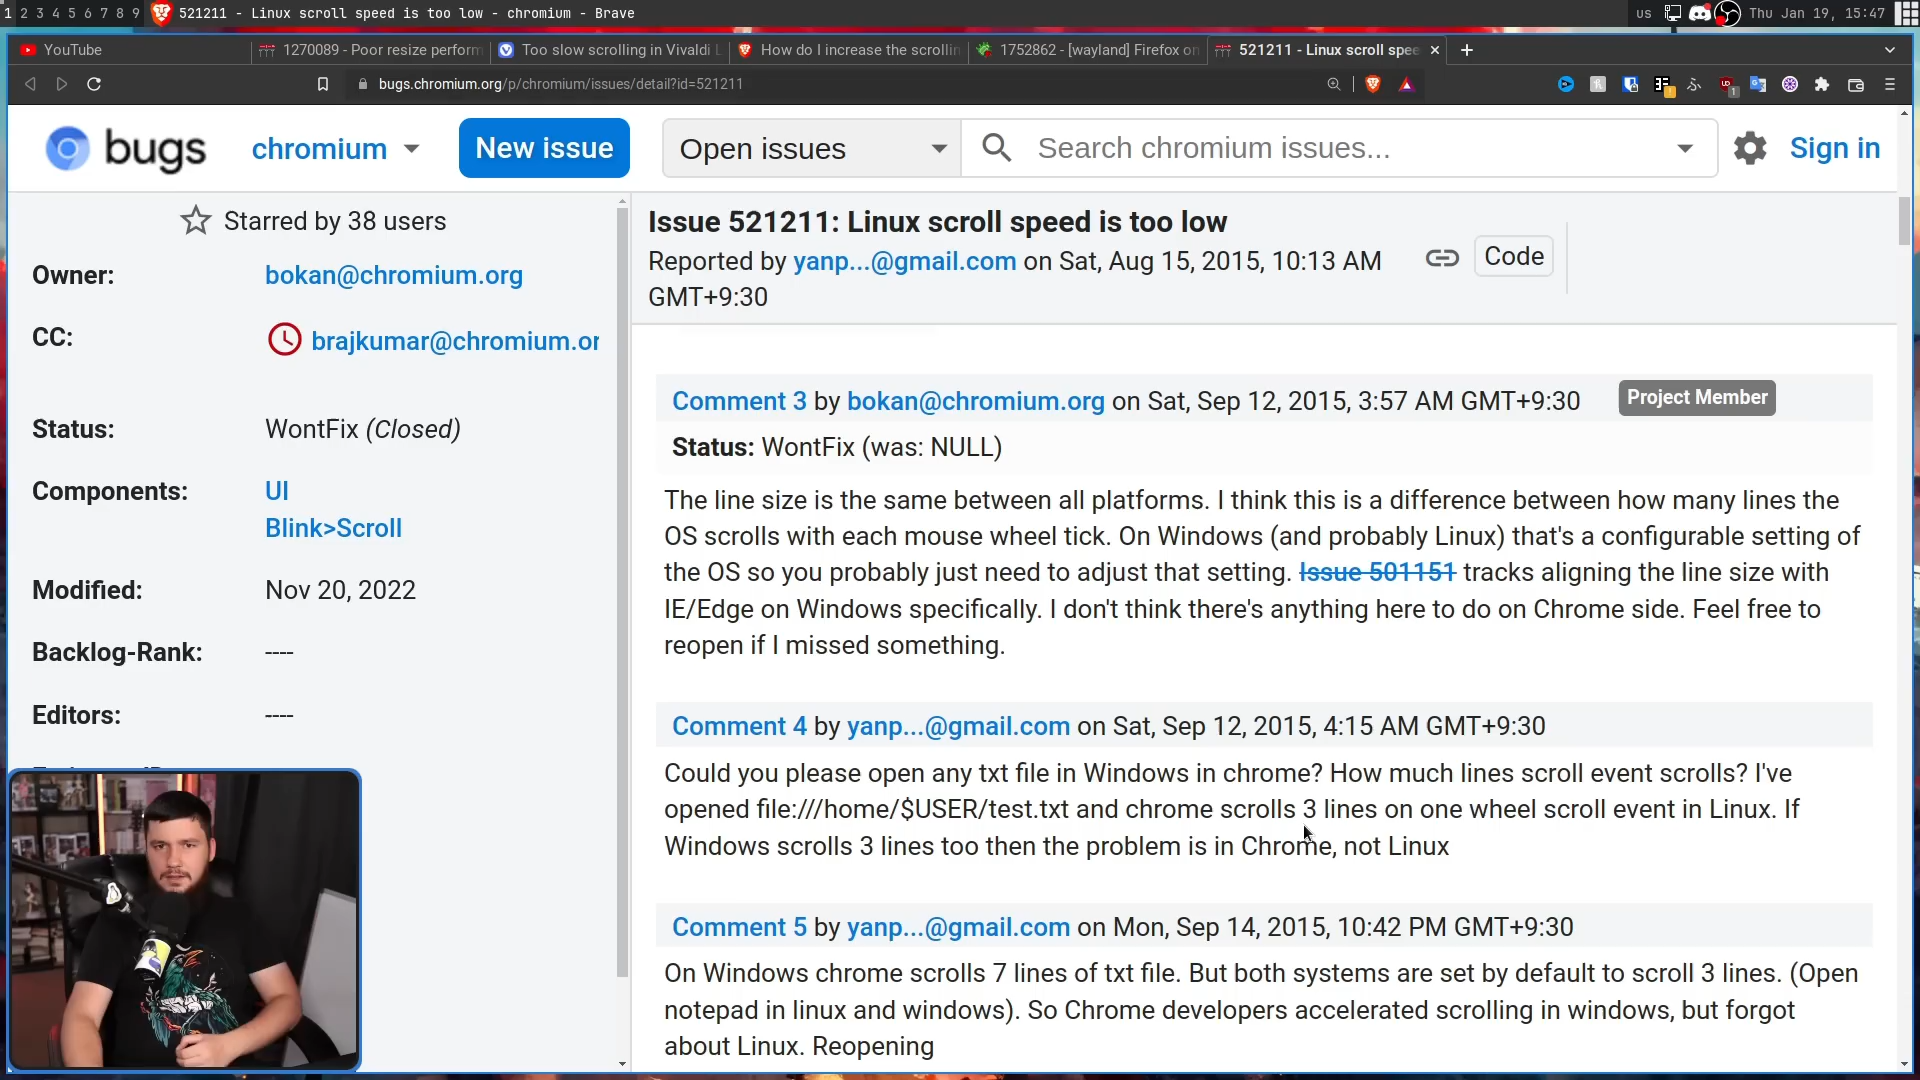 1 2 3 4 5 6 7 8 9 521211 - Linux scroll speed is too low - chromium - Brave us Thu Jan 19, 15:47
YouTube 1270089 - Poor resize perform Too slow scrolling in Vivaldi L How do I increase the scrollin 1752862 - [wayland] Firefox on 521211 - Linux scroll spee
bugs.chromium.org/p/chromium/issues/detail?id=521211
bugs chromium New issue Open issues Search chromium issues... Sign in
Starred by 38 users
Owner: bokan@chromium.org
CC: brajkumar@chromium.or
Status: WontFix (Closed)
Components: UI
Blink>Scroll
Modified: Nov 20, 2022
Backlog-Rank: ----
Editors: ----
Issue 521211: Linux scroll speed is too low
Reported by yanp...@gmail.com on Sat, Aug 15, 2015, 10:13 AM
GMT+9:30
Code
Comment 3 by bokan@chromium.org on Sat, Sep 12, 2015, 3:57 AM GMT+9:30 Project Member
Status: WontFix (was: NULL)
The line size is the same between all platforms. I think this is a difference between how many lines the
OS scrolls with each mouse wheel tick. On Windows (and probably Linux) that's a configurable setting of
the OS so you probably just need to adjust that setting. Issue 501151 tracks aligning the line size with
IE/Edge on Windows specifically. I don't think there's anything here to do on Chrome side. Feel free to
reopen if I missed something.
Comment 4 by yanp...@gmail.com on Sat, Sep 12, 2015, 4:15 AM GMT+9:30
Could you please open any txt file in Windows in chrome? How much lines scroll event scrolls? I've
opened file:///home/$USER/test.txt and chrome scrolls 3 lines on one wheel scroll event in Linux. If
Windows scrolls 3 lines too then the problem is in Chrome, not Linux
Comment 5 by yanp...@gmail.com on Mon, Sep 14, 2015, 10:42 PM GMT+9:30
On Windows chrome scrolls 7 lines of txt file. But both systems are set by default to scroll 3 lines. (Open
notepad in linux and windows). So Chrome developers accelerated scrolling in windows, but forgot
about Linux. Reopening